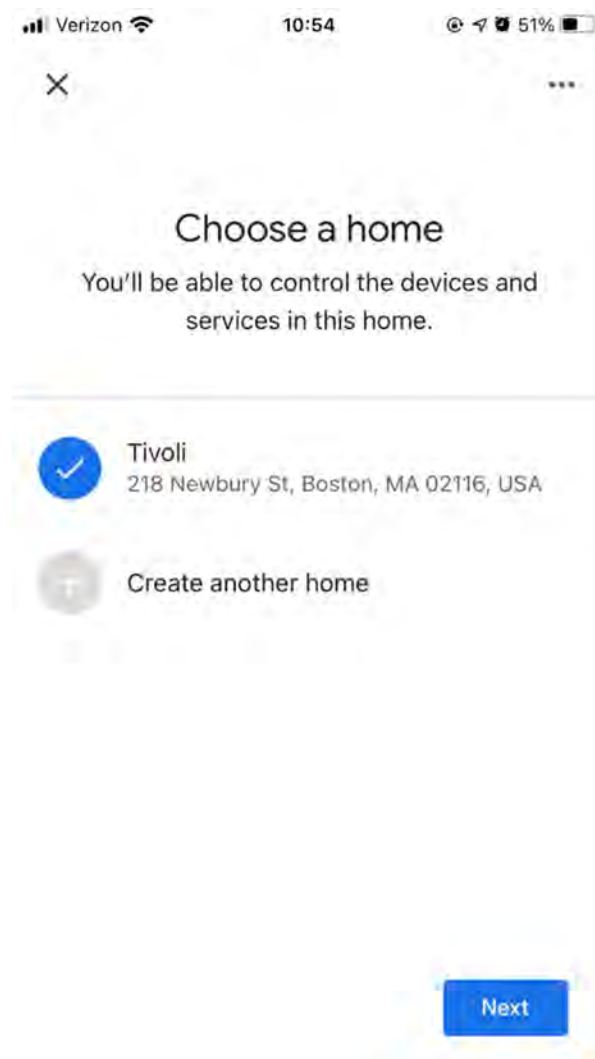 Verizon 10:54 51%
Choose a home
You'll be able to control the devices and
services in this home.
Tivoli
218 Newbury St, Boston, MA 02116, USA
Create another home
Next